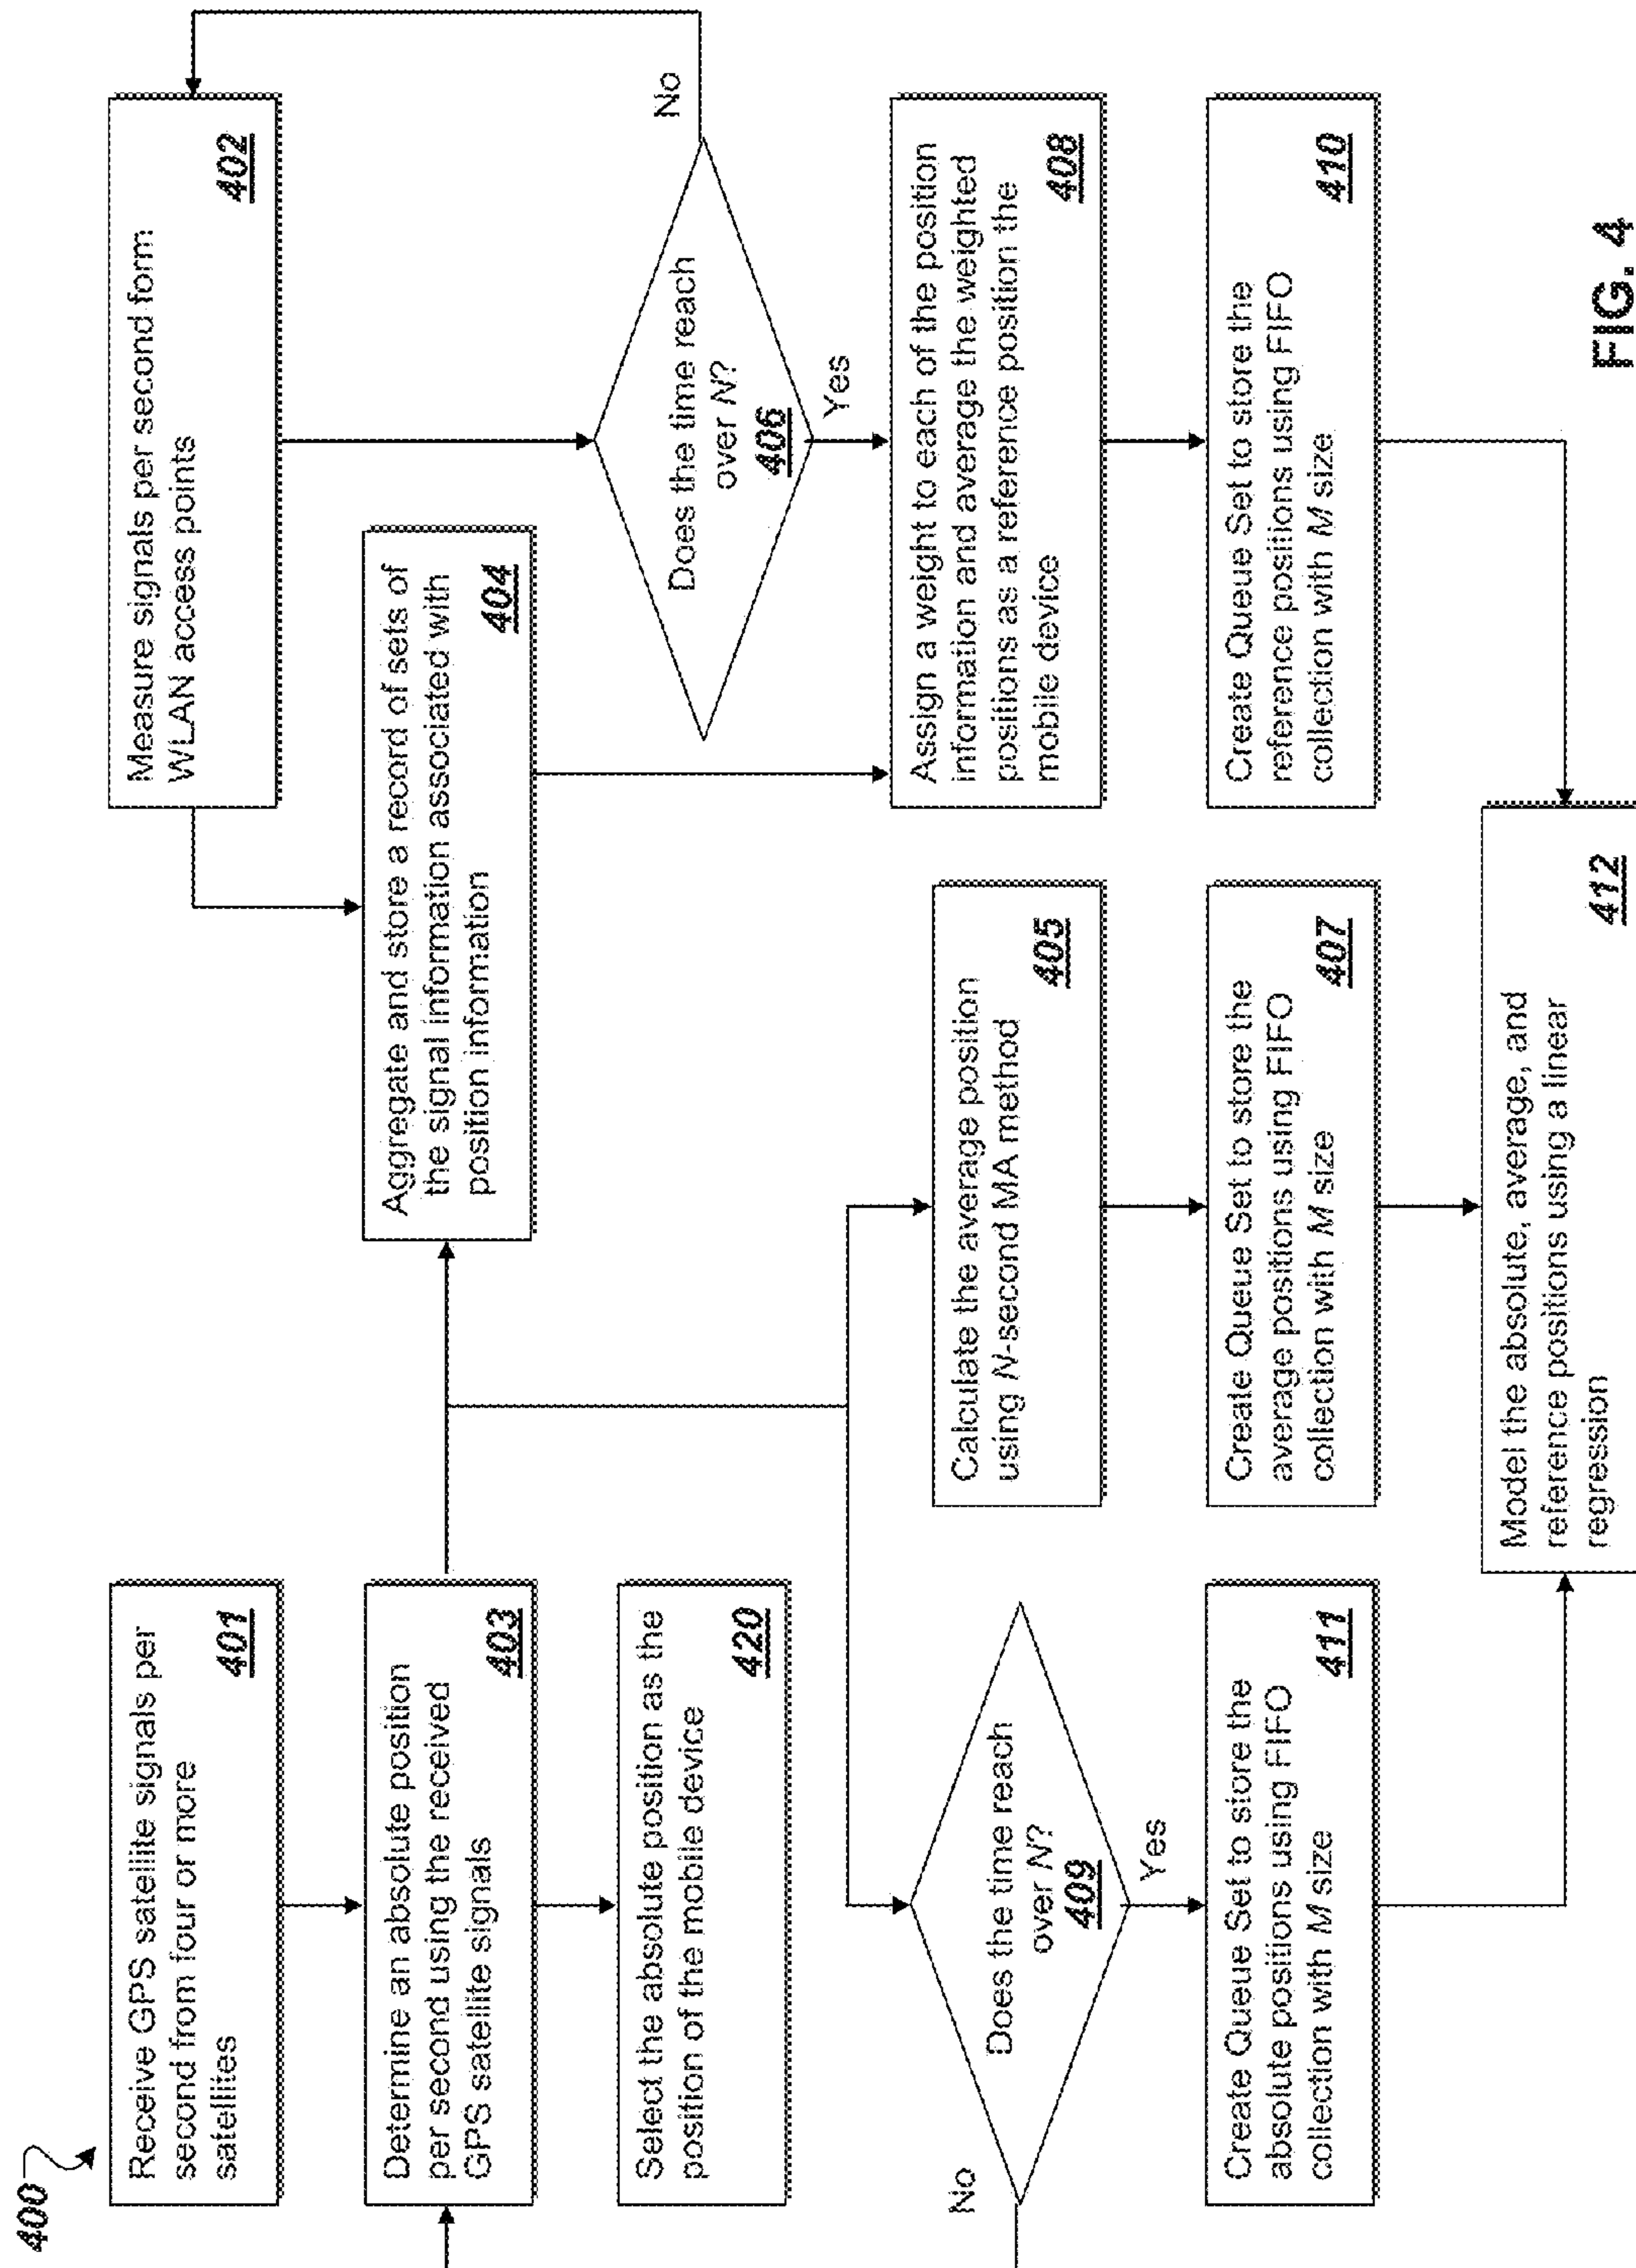 400
Receive GPS satellite signals per
second from four or more
satellites
401
Measure signals per second form
WLAN access points
402
Determine an absolute position
per second using the received
GPS satellite signals
403
Aggregate and store a record of sets of
the signal information associated with
position information
404
Select the absolute position as the
position of the mobile device
420
Does the time reach
over N?
406
No
Yes
No
Does the time reach
over N?
409
Yes
Calculate the average position
using N-second MA method
405
Assign a weight to each of the position
information and average the weighted
positions as a reference position the
mobile device
408
Create Queue Set to store the
absolute positions using FIFO
collection with M size
411
Create Queue Set to store the
average positions using FIFO
collection with M size
407
Create Queue Set to store the
reference positions using FIFO
collection with M size
410
Model the absolute, average, and
reference positions using a linear
regression
412
FIG. 4